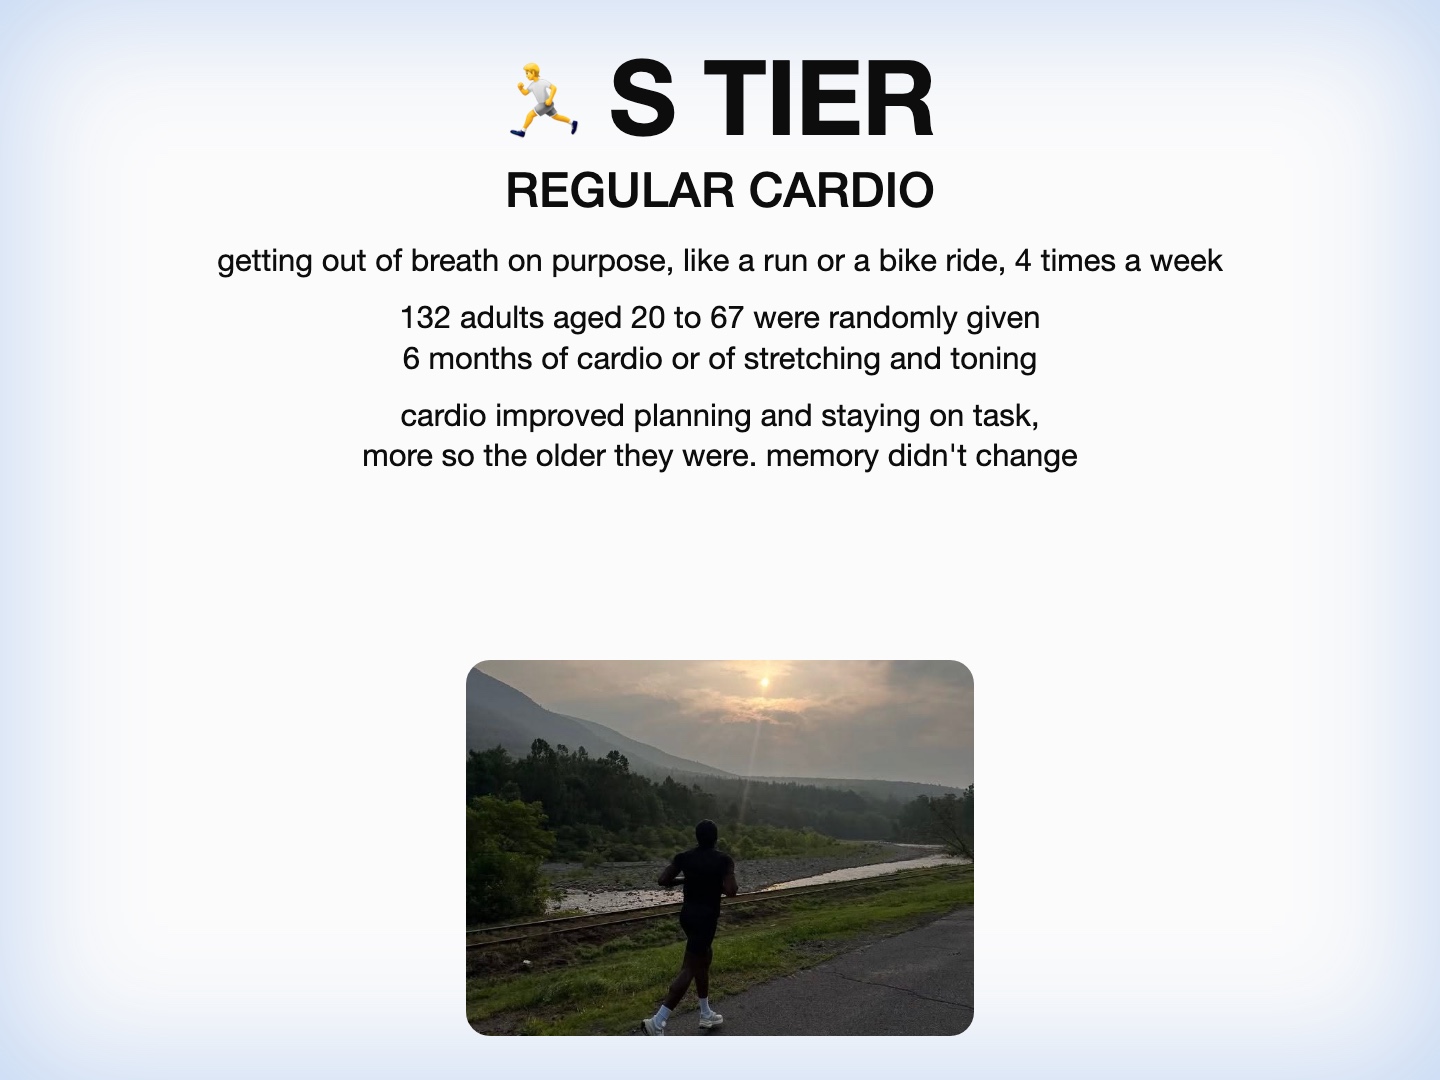 S TIER
REGULAR CARDIO
getting out of breath on purpose, like a run or a bike ride, 4 times a week
132 adults aged 20 to 67 were randomly given
6 months of cardio or of stretching and toning
cardio improved planning and staying on task,
more so the older they were. memory didn't change